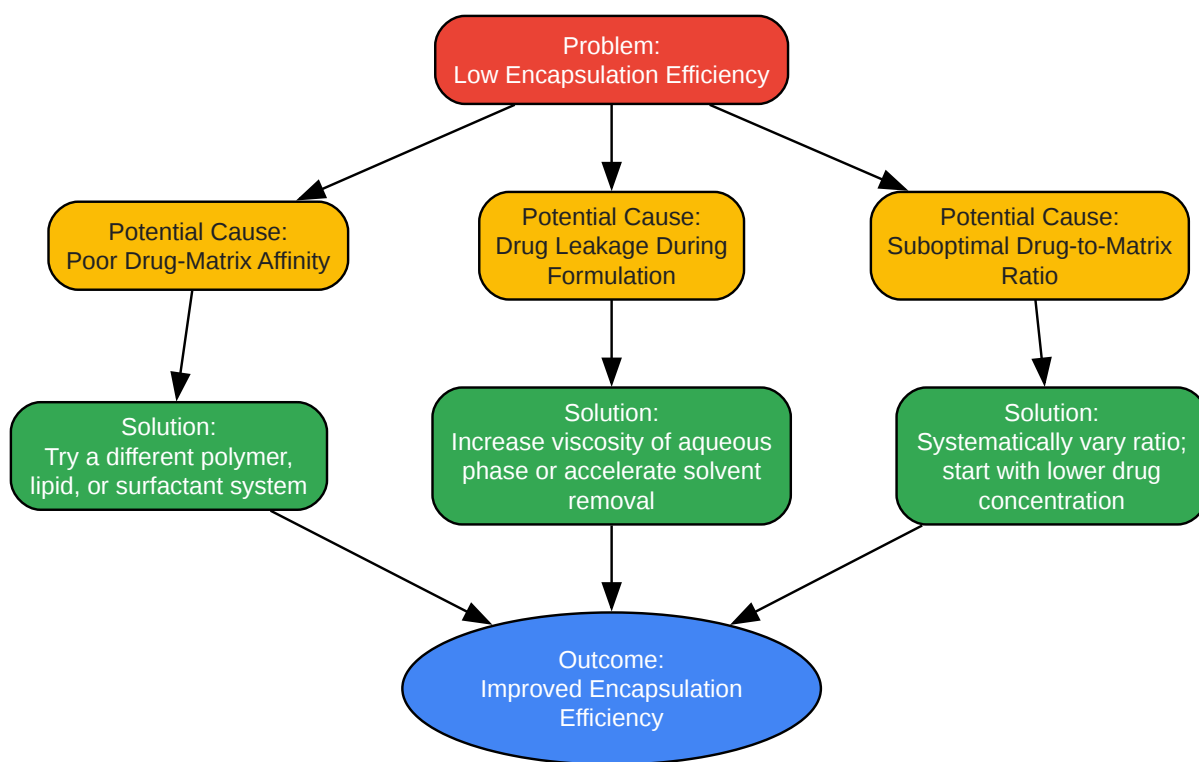 Problem:
Low Encapsulation Efficiency
Potential Cause:
Poor Drug-Matrix Affinity
Potential Cause:
Drug Leakage During
Formulation
Potential Cause:
Suboptimal Drug-to-Matrix
Ratio
Solution:
Try a different polymer,
lipid, or surfactant system
Solution:
Increase viscosity of aqueous
phase or accelerate solvent
removal
Solution:
Systematically vary ratio;
start with lower drug
concentration
Outcome:
Improved Encapsulation
Efficiency